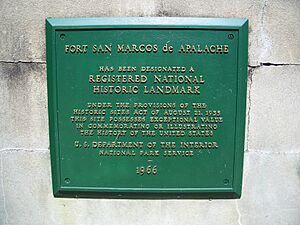 FORT SAN MARCOS de APALACHE
HAS BEEN DESIGNATED A
REGISTERED NATIONAL
HISTORIC LANDMARK
UNDER THE PROVISIONS OF THE
HISTORIC SITES ACT OF AUGUST 21, 1935
THIS SITE POSSESSES EXCEPTIONAL VALUE
IN COMMEMORATING OR ILLUSTRATING
THE HISTORY OF THE UNITED STATES
U. S. DEPARTMENT OF THE INTERIOR
NATIONAL PARK SERVICE
1966